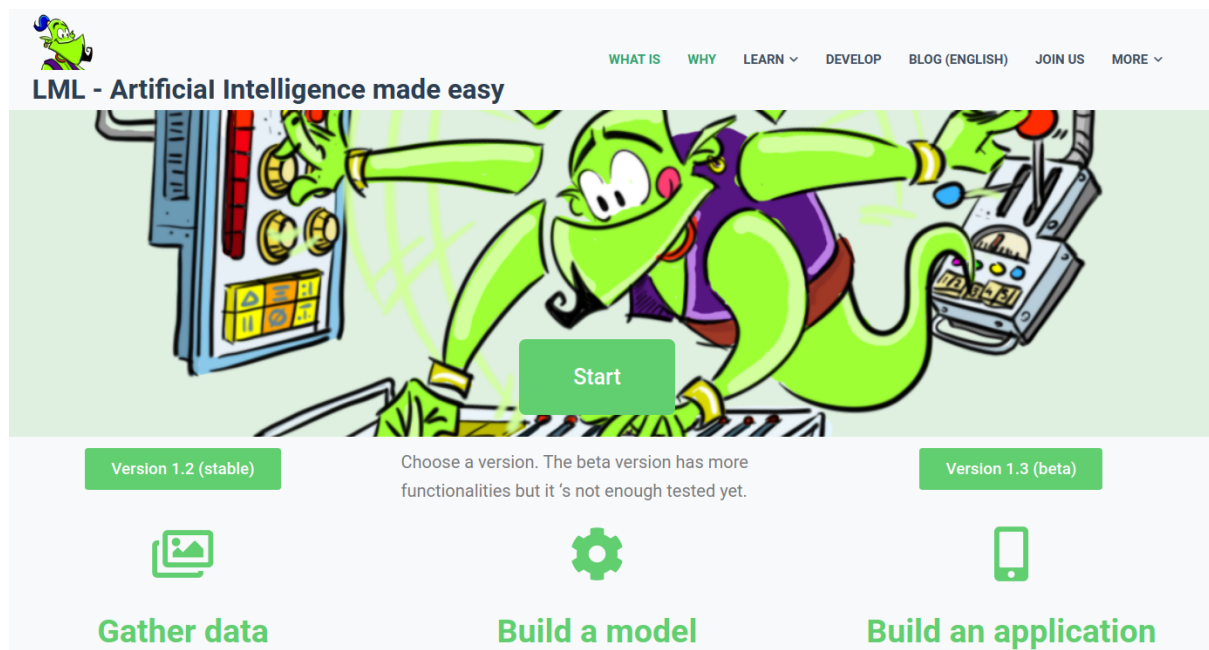 WHAT IS WHY LEARN DEVELOP BLOG (ENGLISH) JOIN US MORE
LML - Artificial Intelligence made easy
Start
Version 1.2 (stable)
Choose a version. The beta version has more
functionalities but it ‘s not enough tested yet.
Version 1.3 (beta)
Gather data
Build a model
Build an application